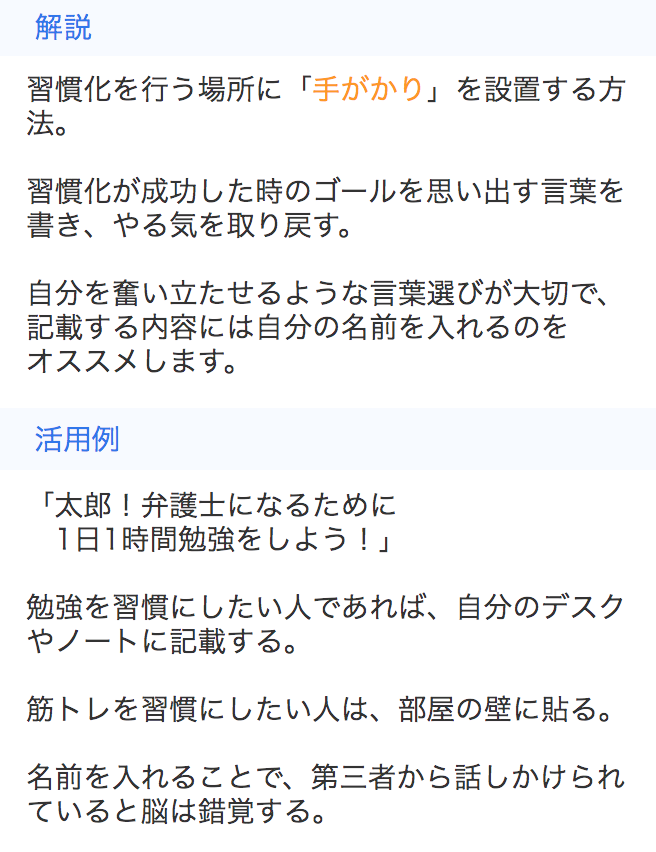 解説
習慣化を行う場所に「手がかり」を設置する方
法。
習慣化が成功した時のゴールを思い出す言葉を
書き、やる気を取り戻す。
自分を奮い立たせるような言葉選びが大切で、
記載する内容には自分の名前を入れるのを
オススメします。
活用例
「太郎！弁護士になるために
　1日1時間勉強をしよう！」
勉強を習慣にしたい人であれば、自分のデスク
やノートに記載する。
筋トレを習慣にしたい人は、部屋の壁に貼る。
名前を入れることで、第三者から話しかけられ
ていると脳は錯覚する。